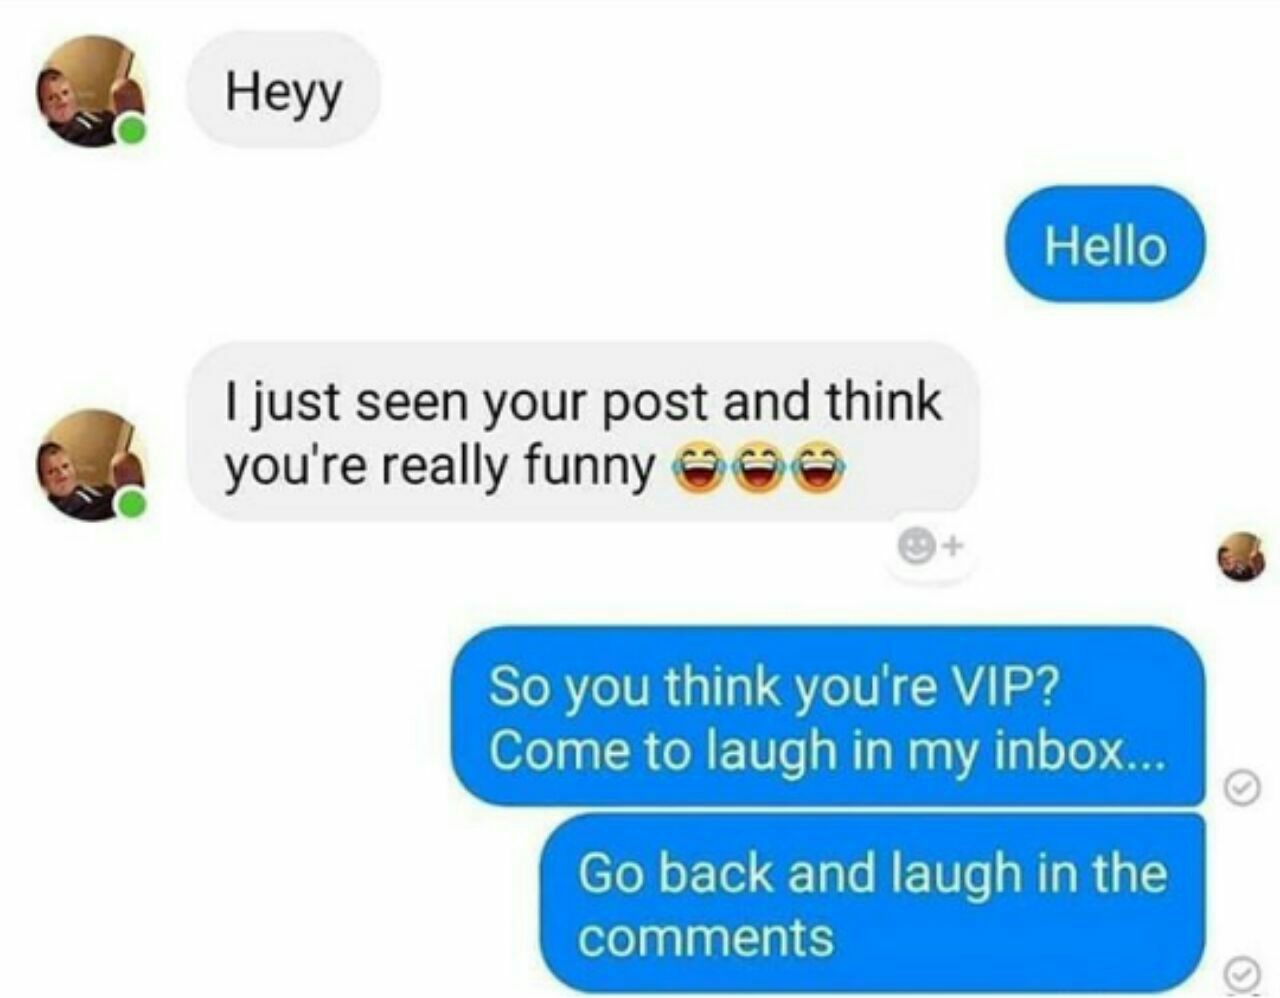 Heyy
Hello
I just seen your post and think
you're really funny 😂😂😂
So you think you're VIP?
Come to laugh in my inbox...
Go back and laugh in the
comments